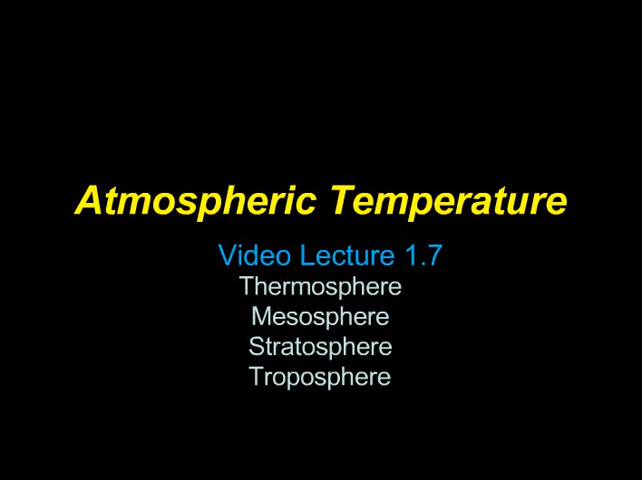 Atmospheric Temperature
Video Lecture 1.7
Thermosphere
Mesosphere
Stratosphere
Troposphere